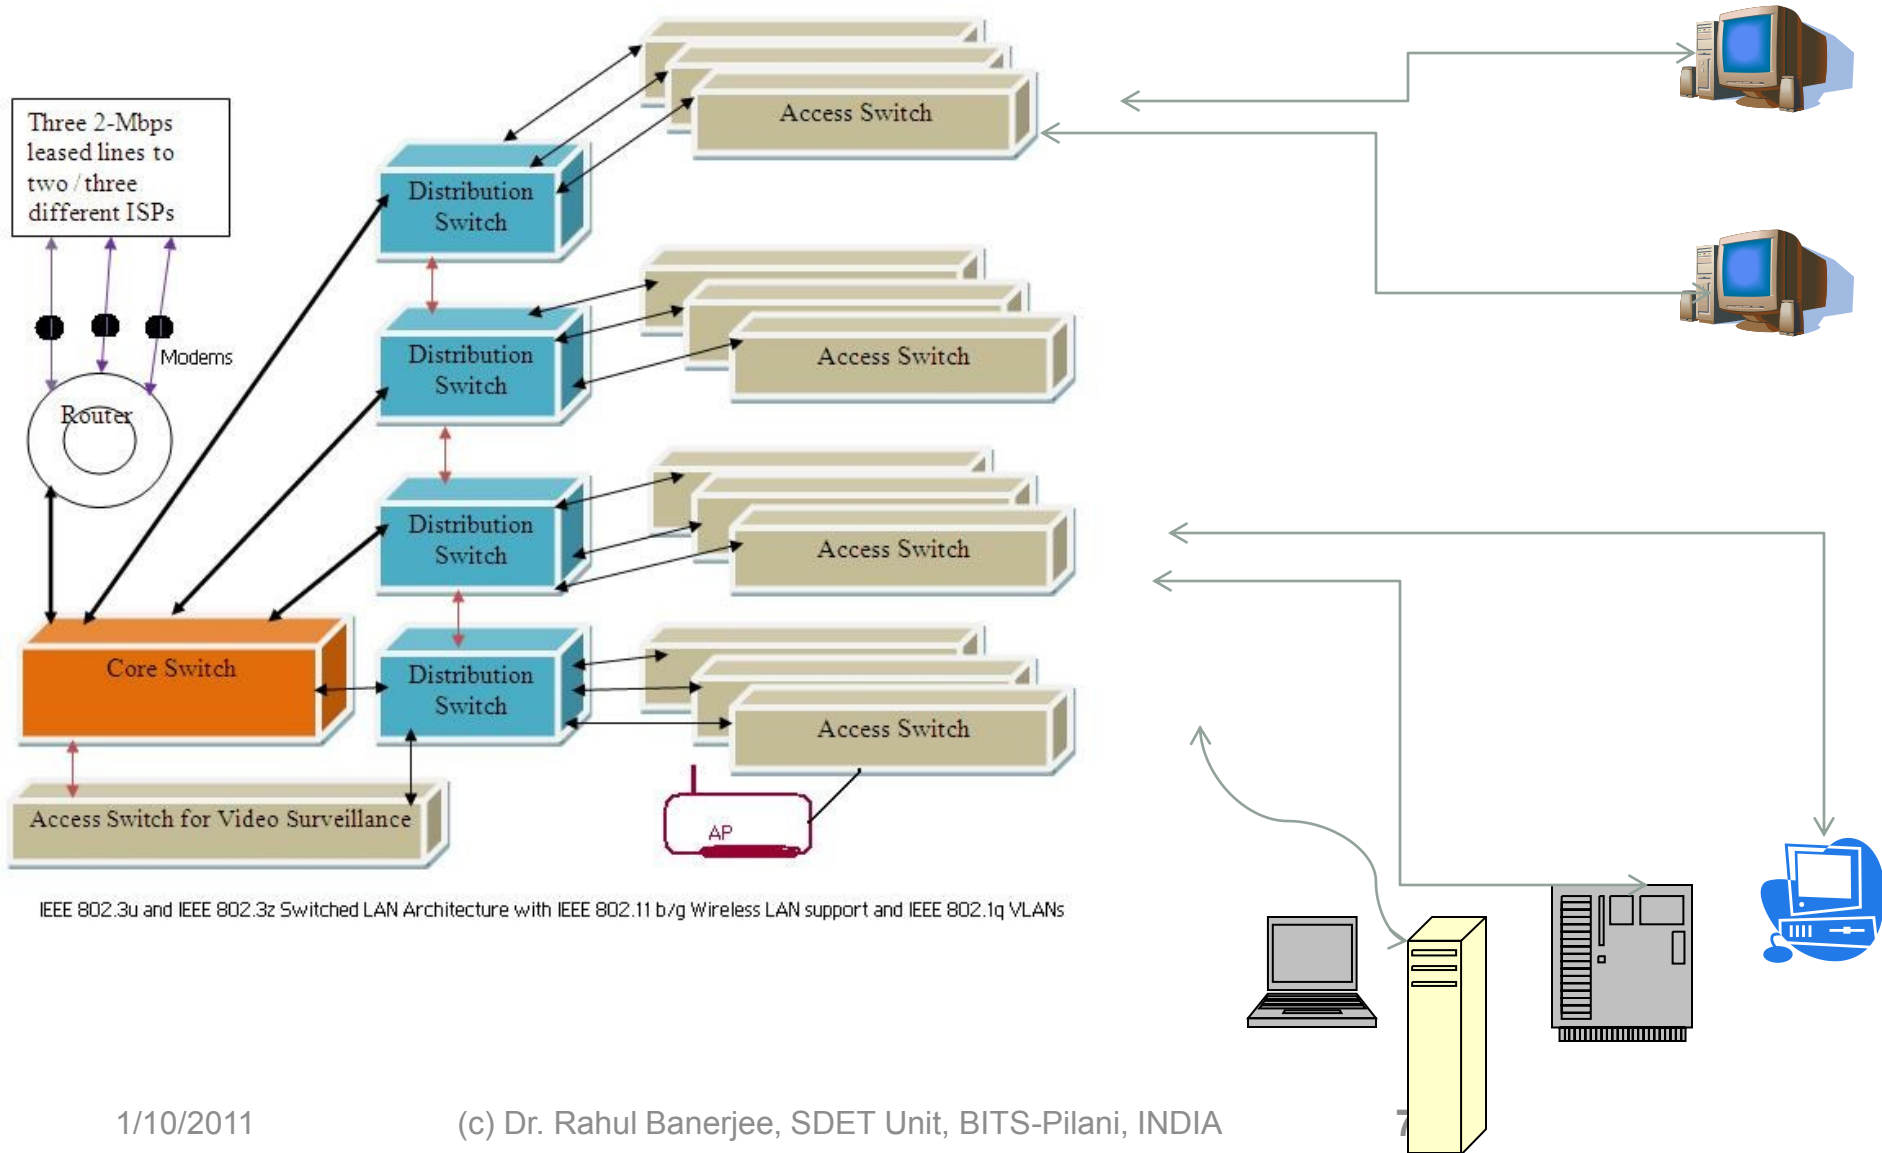 Three 2-Mbps
leased lines to
two / three
different ISPs
Modems
Router
Core Switch
Access Switch for Video Surveillance
Distribution
Switch
Distribution
Switch
Distribution
Switch
Distribution
Switch
Access Switch
Access Switch
Access Switch
Access Switch
AP
IEEE 802.3u and IEEE 802.3z Switched LAN Architecture with IEEE 802.11 b/g Wireless LAN support and IEEE 802.1q VLANs
1/10/2011
(c) Dr. Rahul Banerjee, SDET Unit, BITS-Pilani, INDIA
7